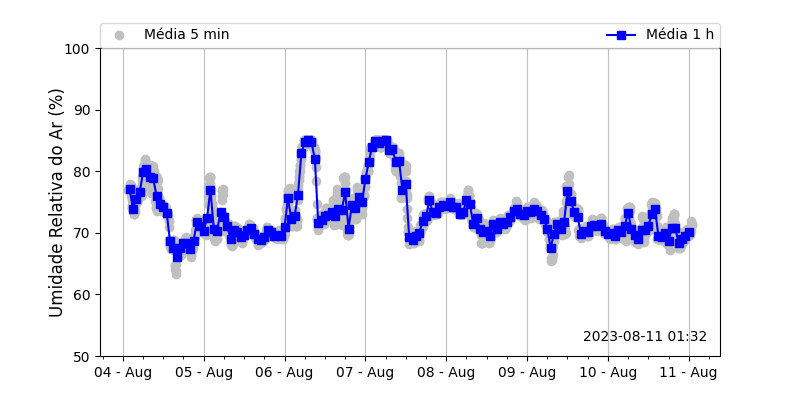 Média 5 min
Média 1 h
Umidade Relativa do Ar (%)
100
90
80
70
60
50
2023-08-11 01:32
04 - Aug
05 - Aug
06 - Aug
07 - Aug
08 - Aug
09 - Aug
10 - Aug
11 - Aug